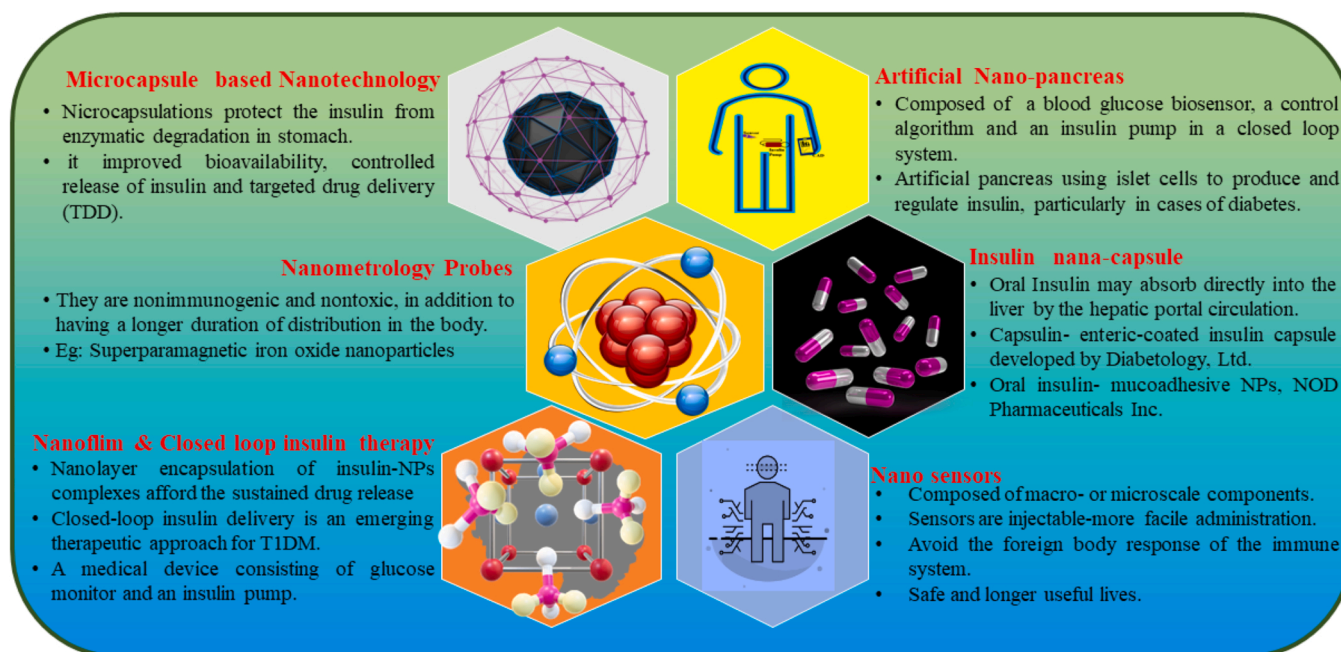 Microcapsule based Nanotechnology
• Nicrocapsulations protect the insulin from
enzymatic degradation in stomach.
• it improved bioavailability, controlled
release of insulin and targeted drug delivery
(TDD).
Artificial Nano-pancreas
• Composed of a blood glucose biosensor, a control
algorithm and an insulin pump in a closed loop
system.
• Artificial pancreas using islet cells to produce and
regulate insulin, particularly in cases of diabetes.
Nanometrology Probes
• They are nonimmunogenic and nontoxic, in addition to
having a longer duration of distribution in the body.
• Eg: Superparamagnetic iron oxide nanoparticles
Insulin nana-capsule
• Oral Insulin may absorb directly into the
liver by the hepatic portal circulation.
• Capsulin- enteric-coated insulin capsule
developed by Diabetology, Ltd.
• Oral insulin- mucoadhesive NPs, NOD
Pharmaceuticals Inc.
Nanoflim & Closed loop insulin therapy
• Nanolayer encapsulation of insulin-NPs
complexes afford the sustained drug release
• Closed-loop insulin delivery is an emerging
therapeutic approach for T1DM.
• A medical device consisting of glucose
monitor and an insulin pump.
Nano sensors
• Composed of macro- or microscale components.
• Sensors are injectable-more facile administration.
• Avoid the foreign body response of the immune
system.
• Safe and longer useful lives.